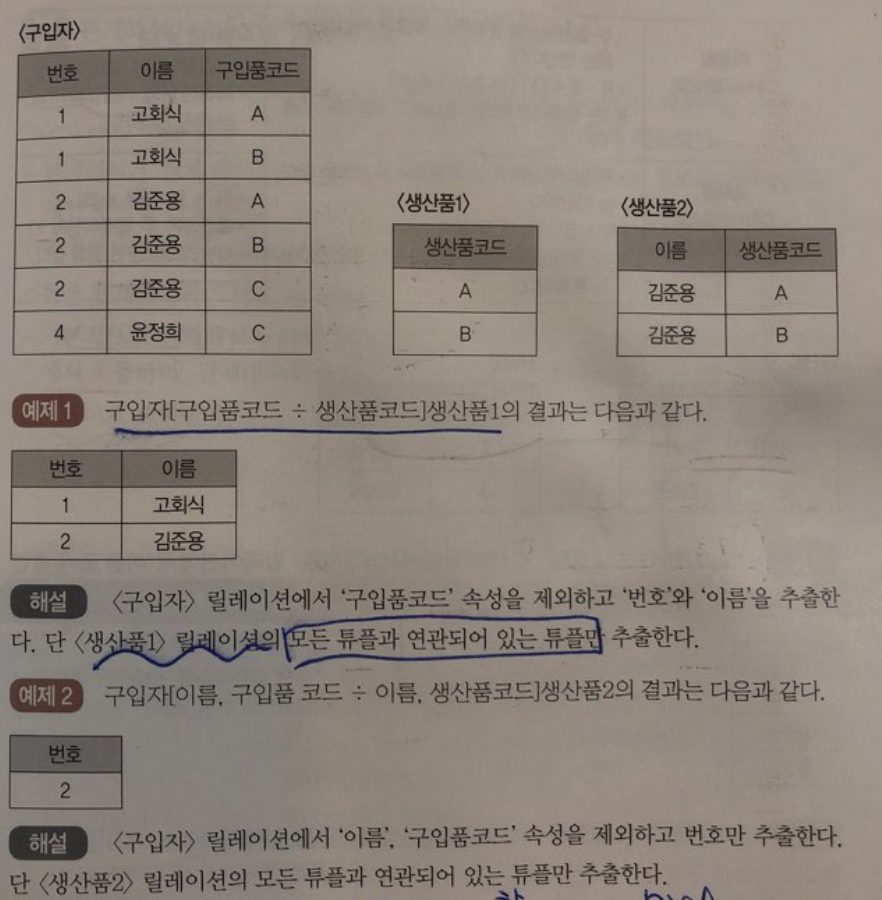 〈구입자〉
번호 이름 구입품코드
1 고회식 A
1 고회식 B
2 김준용 A
2 김준용 B
2 김준용 C
4 윤정희 C
〈생산품1〉
생산품코드
A
B
〈생산품2〉
이름 생산품코드
김준용 A
김준용 B
예제 1 구입자[구입품코드 ÷ 생산품코드]생산품1의 결과는 다음과 같다.
번호 이름
1 고회식
2 김준용
해설 〈구입자〉 릴레이션에서 '구입품코드' 속성을 제외하고 '번호'와 '이름'을 추출한
다. 단 〈생산품1〉 릴레이션의 모든 튜플과 연관되어 있는 튜플만 추출한다.
예제 2 구입자[이름, 구입품 코드 ÷ 이름, 생산품코드]생산품2의 결과는 다음과 같다.
번호
2
해설 〈구입자〉 릴레이션에서 '이름', '구입품코드' 속성을 제외하고 번호만 추출한다.
단 〈생산품2〉 릴레이션의 모든 튜플과 연관되어 있는 튜플만 추출한다.